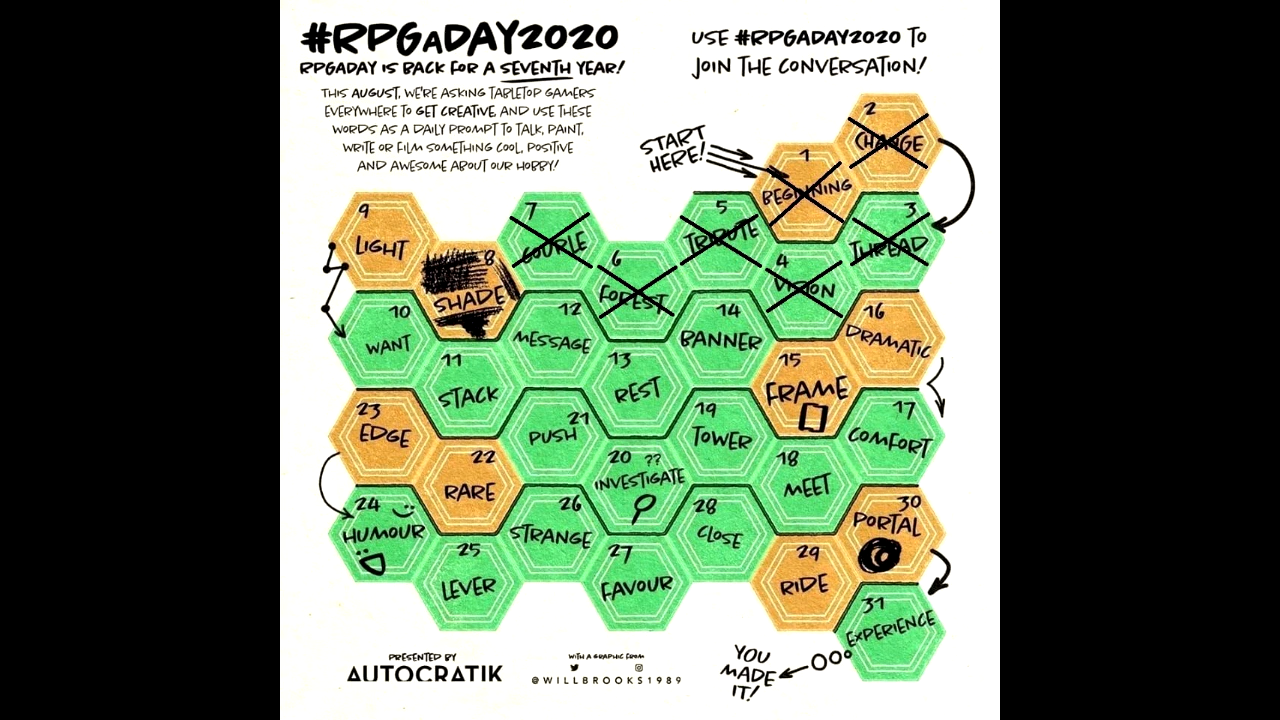 #RPGaDAY2020
RPGADAY IS BACK FOR A SEVENTH YEAR!
THIS AUGUST, WE'RE ASKING TABLETOP GAMERS
EVERYWHERE TO GET CREATIVE, AND USE THESE
WORDS AS A DAILY PROMPT TO TALK, PAINT,
WRITE OR FILM SOMETHING COOL, POSITIVE
AND AWESOME ABOUT OUR HOBBY!
USE #RPGADAY2020 TO
JOIN THE CONVERSATION!
START
HERE!
1
BEGINNING
2
CHANGE
3
THREAD
4
VISION
5
TRIBUTE
6
FOREST
7
COUPLE
8
SHADE
9
LIGHT
10
WANT
11
STACK
12
MESSAGE
13
REST
14
BANNER
15
FRAME
16
DRAMATIC
17
COMFORT
18
MEET
19
TOWER
20 ??
INVESTIGATE
21
PUSH
22
RARE
23
EDGE
24
HUMOUR
25
LEVER
26
STRANGE
27
FAVOUR
28
CLOSE
29
RIDE
30
PORTAL
31
EXPERIENCE
YOU
MADE
IT!
PRESENTED BY
AUTOCRATIK
WITH A GRAPHIC FROM
@WILLBROOKS1989